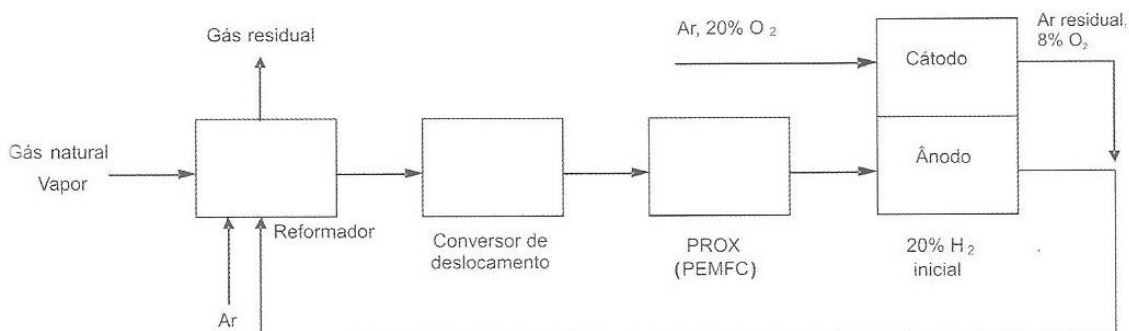 Gás residual
Ar, 20% O₂
Ar residual,
8% O₂
Cátodo
Gás natural
Vapor
Ânodo
Reformador
Conversor de
deslocamento
PROX
(PEMFC)
20% H₂
inicial
Ar